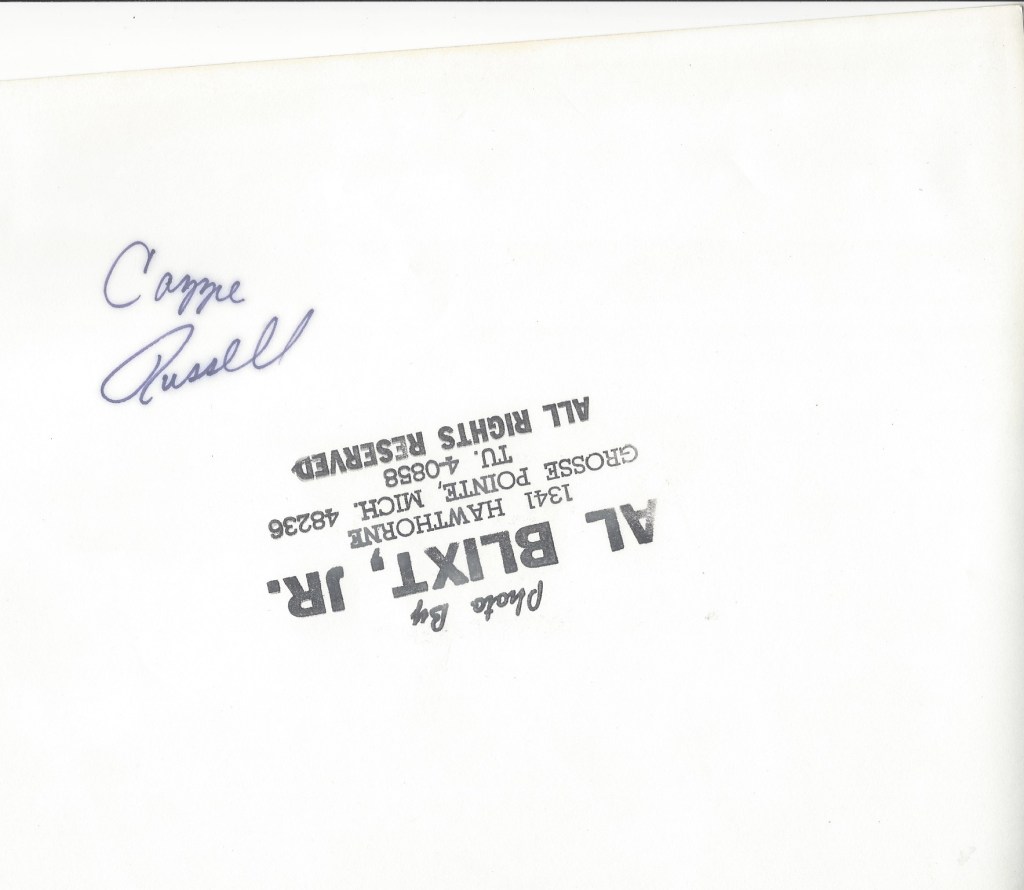 Cazzie
Russell
Photo By
AL BLIXT, JR.
1341 HAWTHORNE
GROSSE POINTE, MICH. 48236
TU. 4-0858
ALL RIGHTS RESERVED